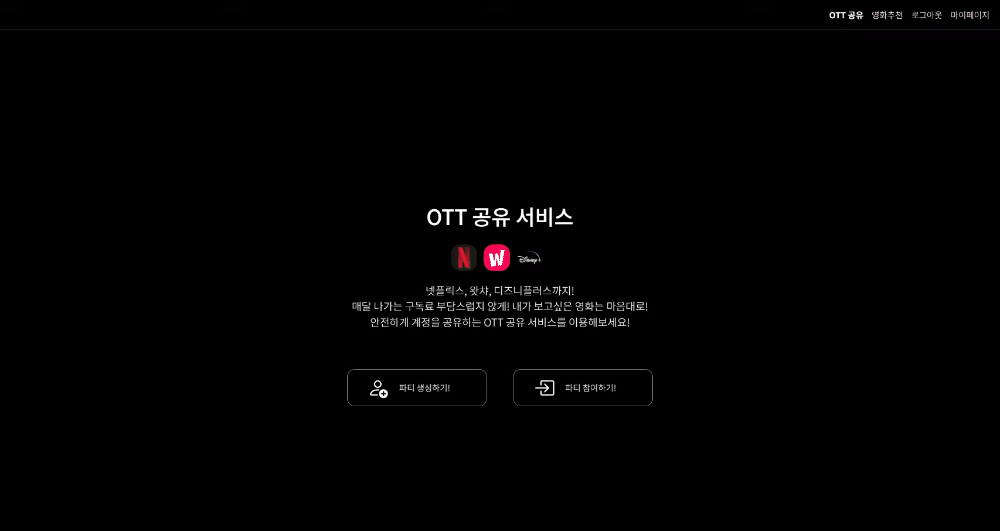 OTT 공유 영화추천 로그아웃 마이페이지
OTT 공유 서비스
N W Disney+
넷플릭스, 왓챠, 디즈니플러스까지!
매달 나가는 구독료 부담스럽지 않게! 내가 보고싶은 영화는 마음대로!
안전하게 계정을 공유하는 OTT 공유 서비스를 이용해보세요!
파티 생성하기! 파티 참여하기!